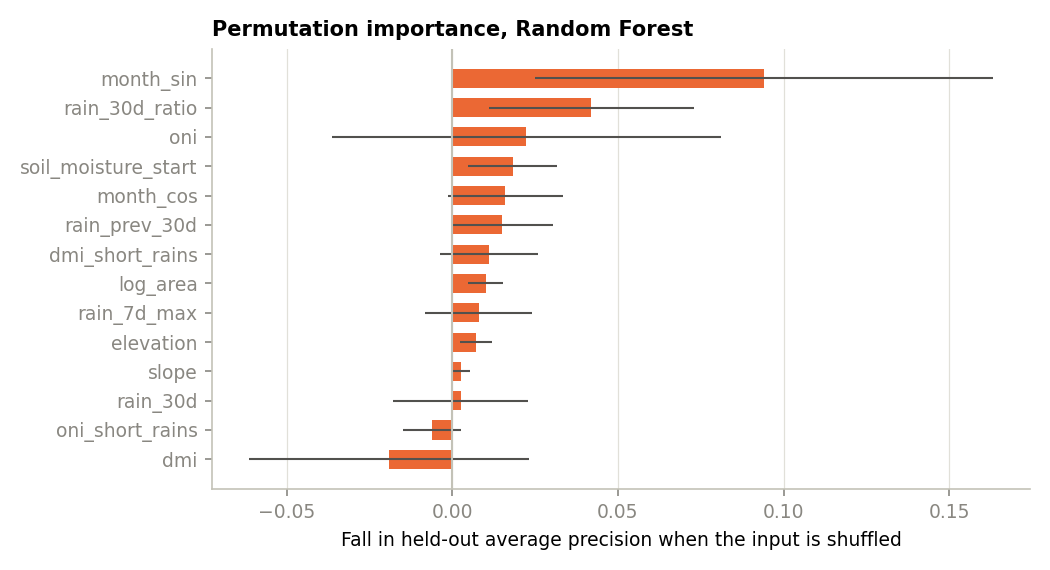 Permutation importance, Random Forest
month_sin
rain_30d_ratio
oni
soil_moisture_start
month_cos
rain_prev_30d
dmi_short_rains
log_area
rain_7d_max
elevation
slope
rain_30d
oni_short_rains
dmi
−0.05 0.00 0.05 0.10 0.15
Fall in held-out average precision when the input is shuffled